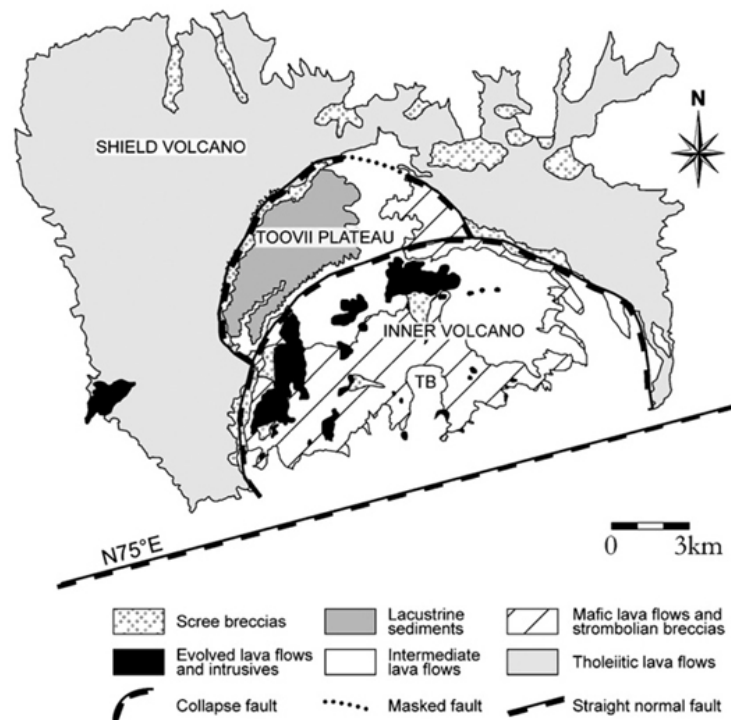 SHIELD VOLCANO
N
TOOVII PLATEAU
INNER VOLCANO
TB
N75°E
0 3km
Scree breccias
Lacustrine
sediments
Mafic lava flows and
strombolian breccias
Evolved lava flows
and intrusives
Intermediate
lava flows
Tholeiitic lava flows
Collapse fault
Masked fault
Straight normal fault